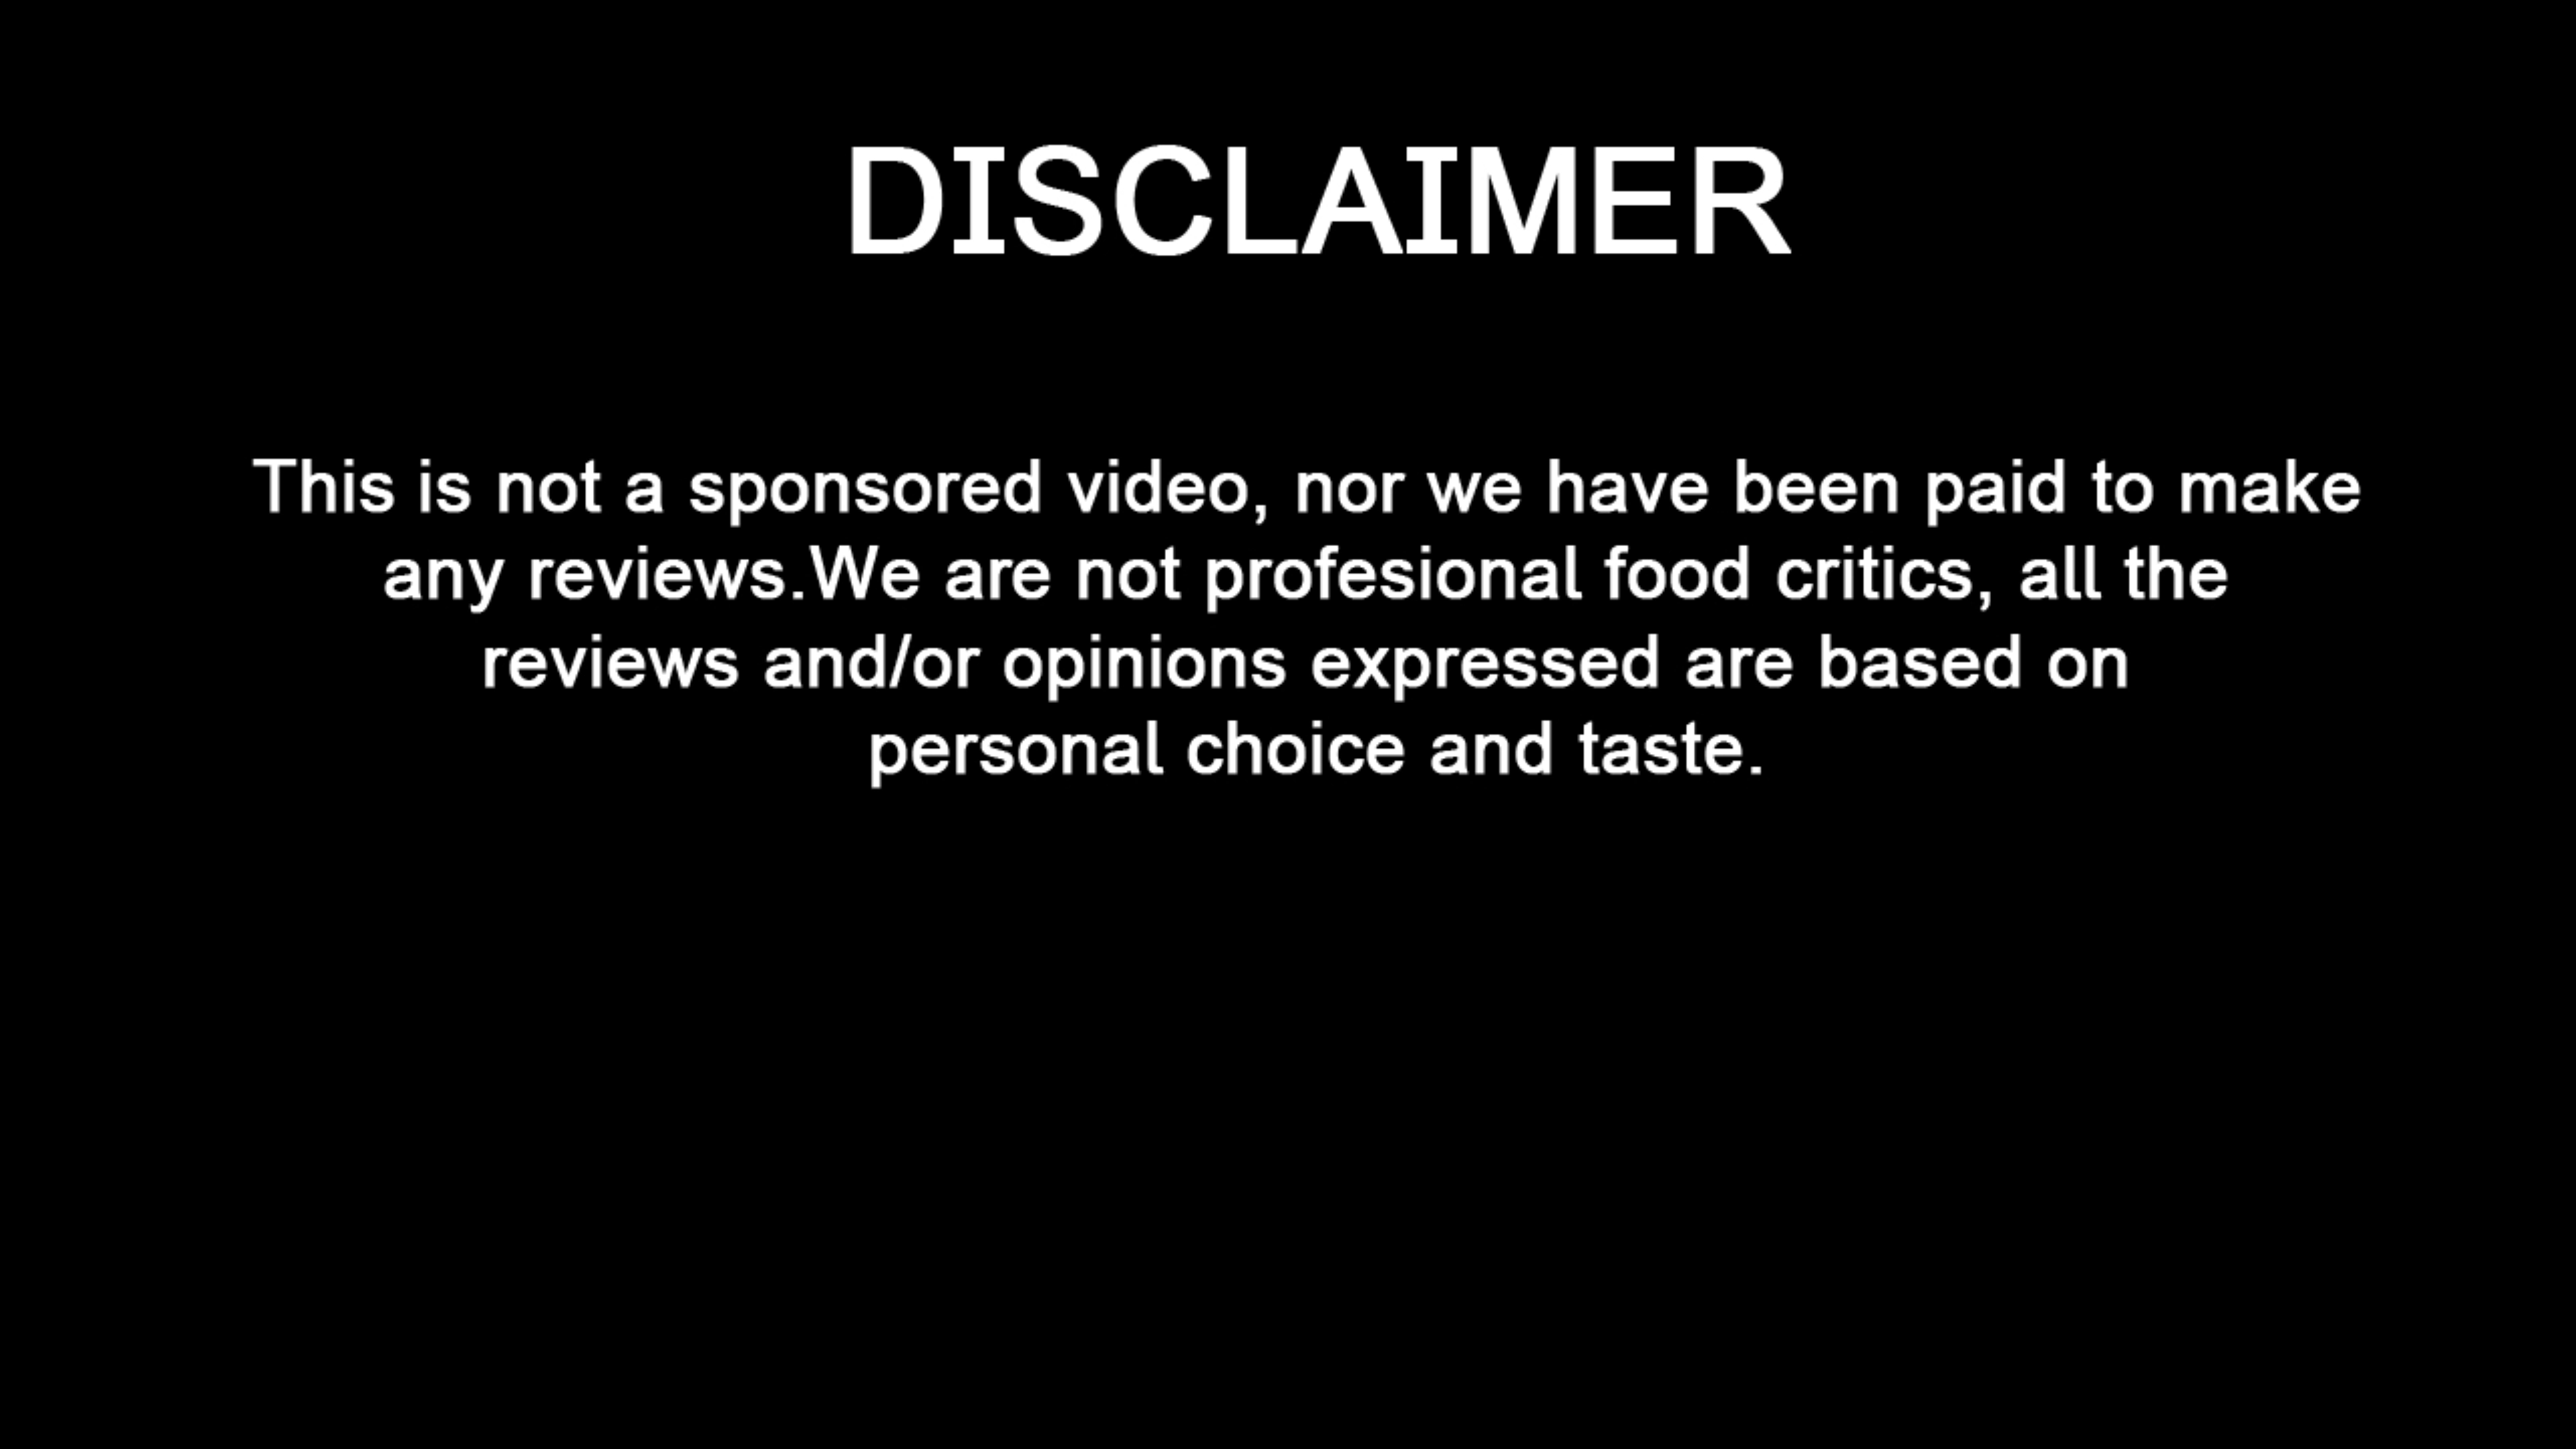 DISCLAIMER
This is not a sponsored video, nor we have been paid to make
any reviews.We are not profesional food critics, all the
reviews and/or opinions expressed are based on
personal choice and taste.